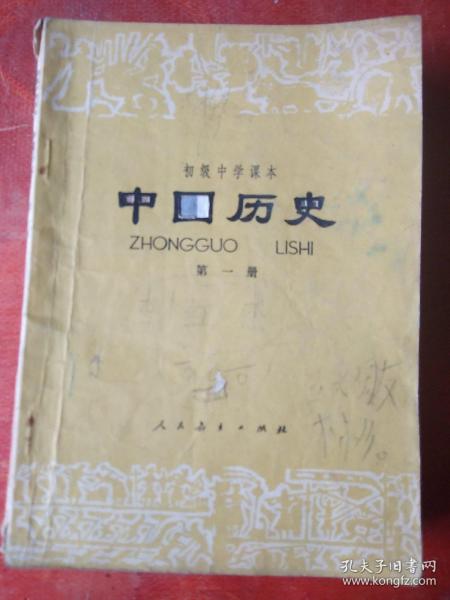 初级中学课本
中国历史
ZHONGGUO LISHI
第一册
人民教育出版社
孔夫子旧书网
www.kongfz.com